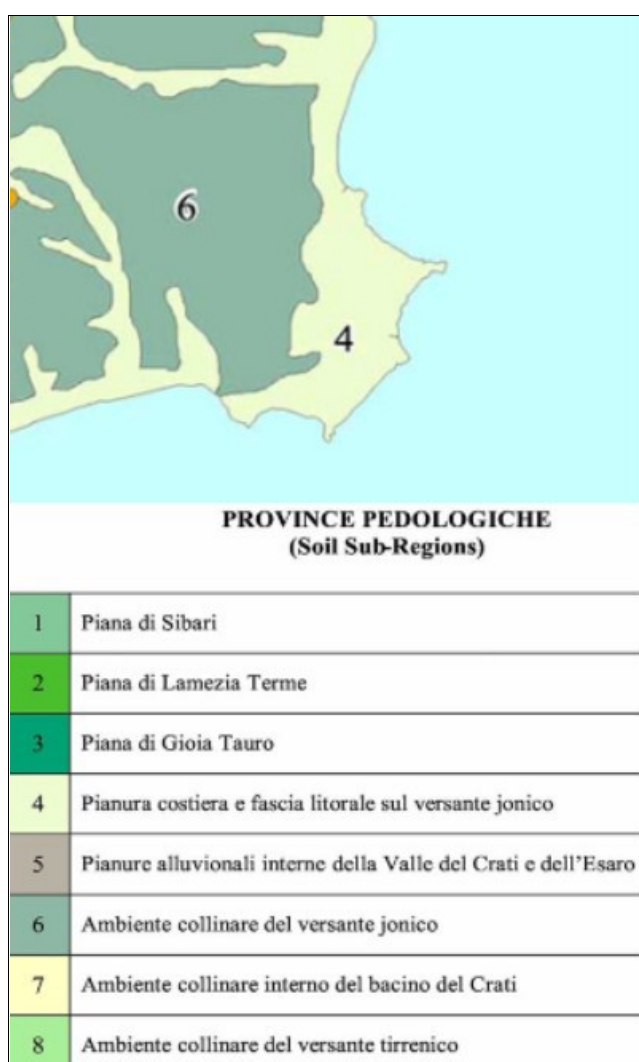 6
4
PROVINCE PEDOLOGICHE
(Soil Sub-Regions)
1 Piana di Sibari
2 Piana di Lamezia Terme
3 Piana di Gioia Tauro
4 Pianura costiera e fascia litorale sul versante jonico
5 Pianure alluvionali interne della Valle del Crati e dell'Esaro
6 Ambiente collinare del versante jonico
7 Ambiente collinare interno del bacino del Crati
8 Ambiente collinare del versante tirrenico